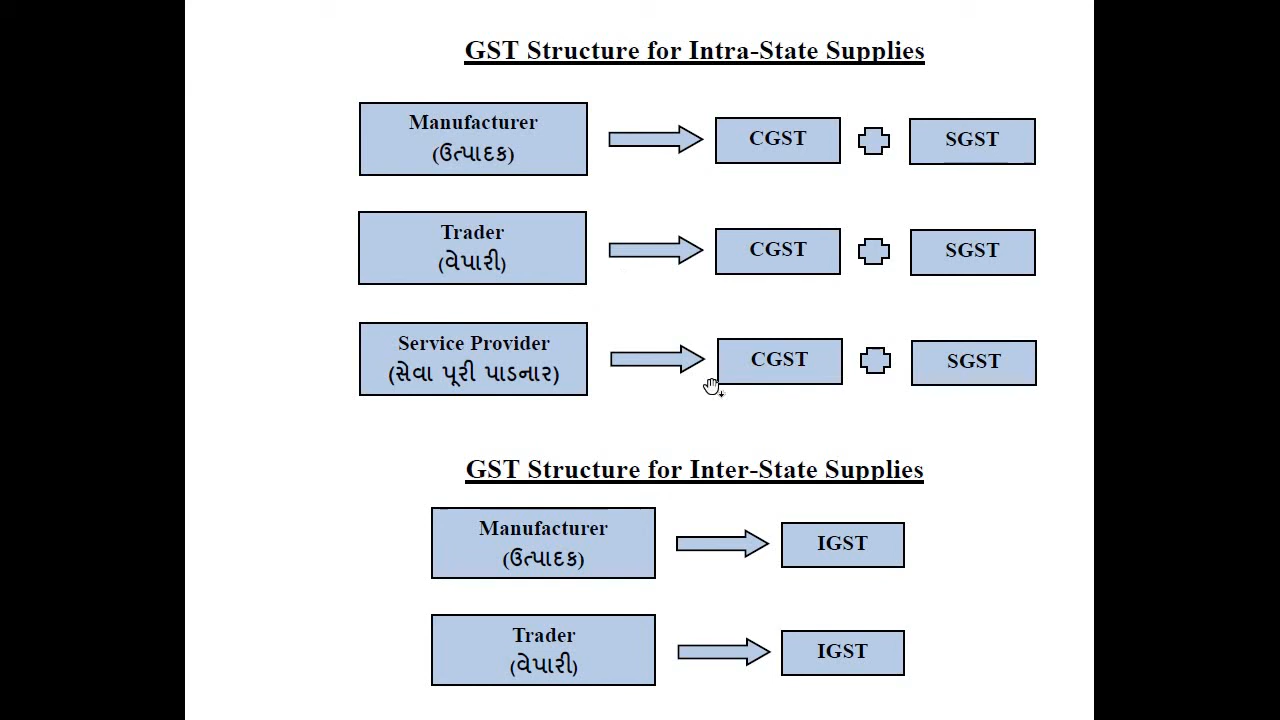 GST Structure for Intra-State Supplies
Manufacturer
(ઉત્પાદક)
CGST
SGST
Trader
(વેપારી)
CGST
SGST
Service Provider
(સેવા પૂરી પાડનાર)
CGST
SGST
GST Structure for Inter-State Supplies
Manufacturer
(ઉત્પાદક)
IGST
Trader
(વેપારી)
IGST